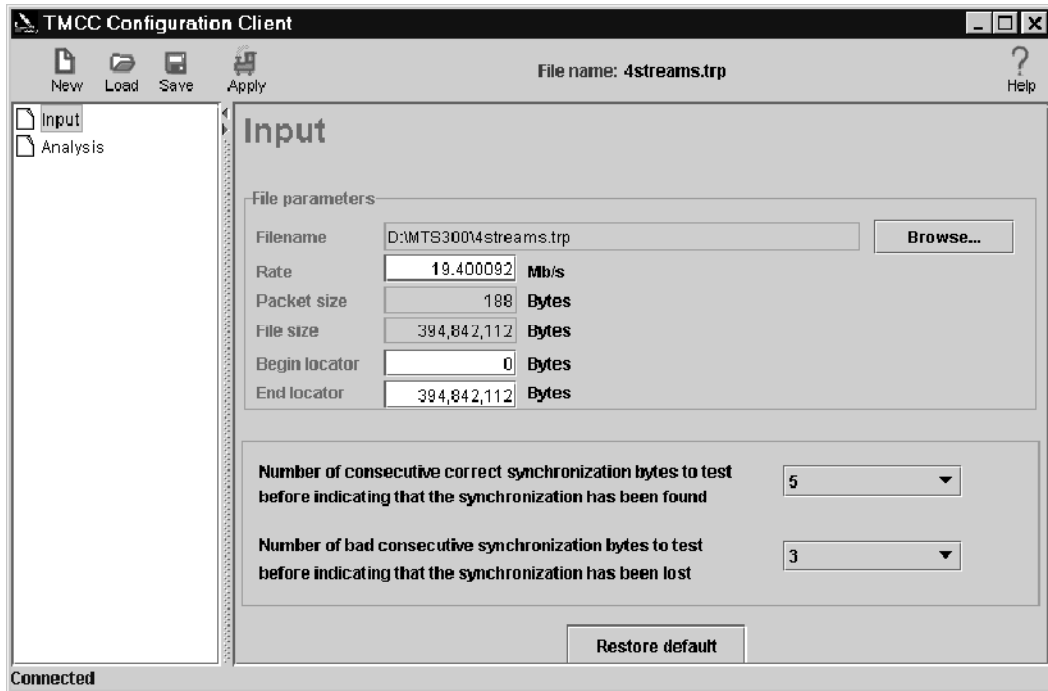 TMCC Configuration Client
New Load Save Apply File name: 4streams.trp Help
Input
Analysis
Input
File parameters
Filename D:\MTS300\4streams.trp Browse...
Rate 19.400092 Mb/s
Packet size 188 Bytes
File size 394,842,112 Bytes
Begin locator 0 Bytes
End locator 394,842,112 Bytes
Number of consecutive correct synchronization bytes to test
before indicating that the synchronization has been found
5
Number of bad consecutive synchronization bytes to test
before indicating that the synchronization has been lost
3
Restore default
Connected